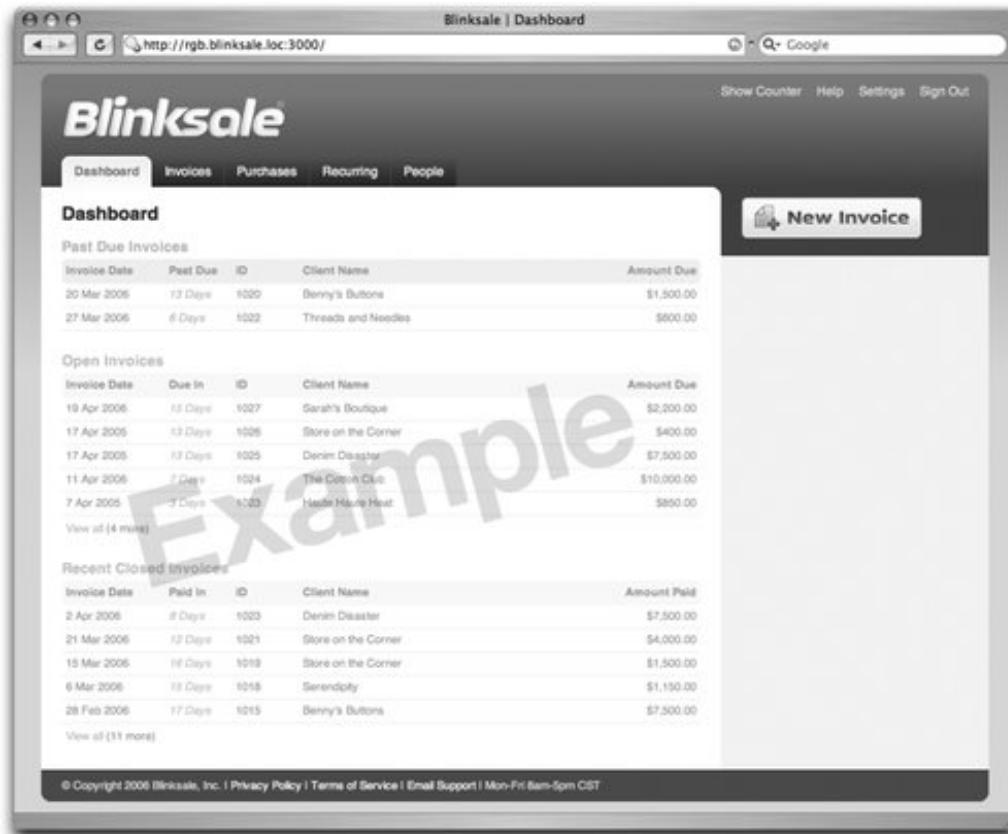 Blinksale | Dashboard
http://rgb.blinksale.loc:3000/
Google
Show Counter Help Settings Sign Out
Blinksale
Dashboard Invoices Purchases Recurring People
Dashboard
New Invoice
Past Due Invoices
Invoice Date Past Due ID Client Name Amount Due
20 Mar 2006 13 Days 1020 Benny's Buttons $1,500.00
27 Mar 2006 6 Days 1022 Threads and Needles $600.00
Open Invoices
Invoice Date Due In ID Client Name Amount Due
19 Apr 2006 15 Days 1027 Sarah's Boutique $2,200.00
17 Apr 2005 13 Days 1026 Store on the Corner $400.00
17 Apr 2005 13 Days 1025 Denim Disaster $7,500.00
11 Apr 2006 7 Days 1024 The Cotton Club $10,000.00
7 Apr 2005 3 Days 1023 Haute Haute Heat $850.00
View all (4 more)
Example
Recent Closed Invoices
Invoice Date Paid In ID Client Name Amount Paid
2 Apr 2006 8 Days 1023 Denim Disaster $7,500.00
21 Mar 2006 12 Days 1021 Store on the Corner $4,000.00
15 Mar 2006 16 Days 1019 Store on the Corner $1,500.00
6 Mar 2006 15 Days 1018 Serendipity $1,150.00
28 Feb 2006 17 Days 1015 Benny's Buttons $7,500.00
View all (11 more)
© Copyright 2006 Blinksale, Inc. | Privacy Policy | Terms of Service | Email Support | Mon-Fri 8am-5pm CST